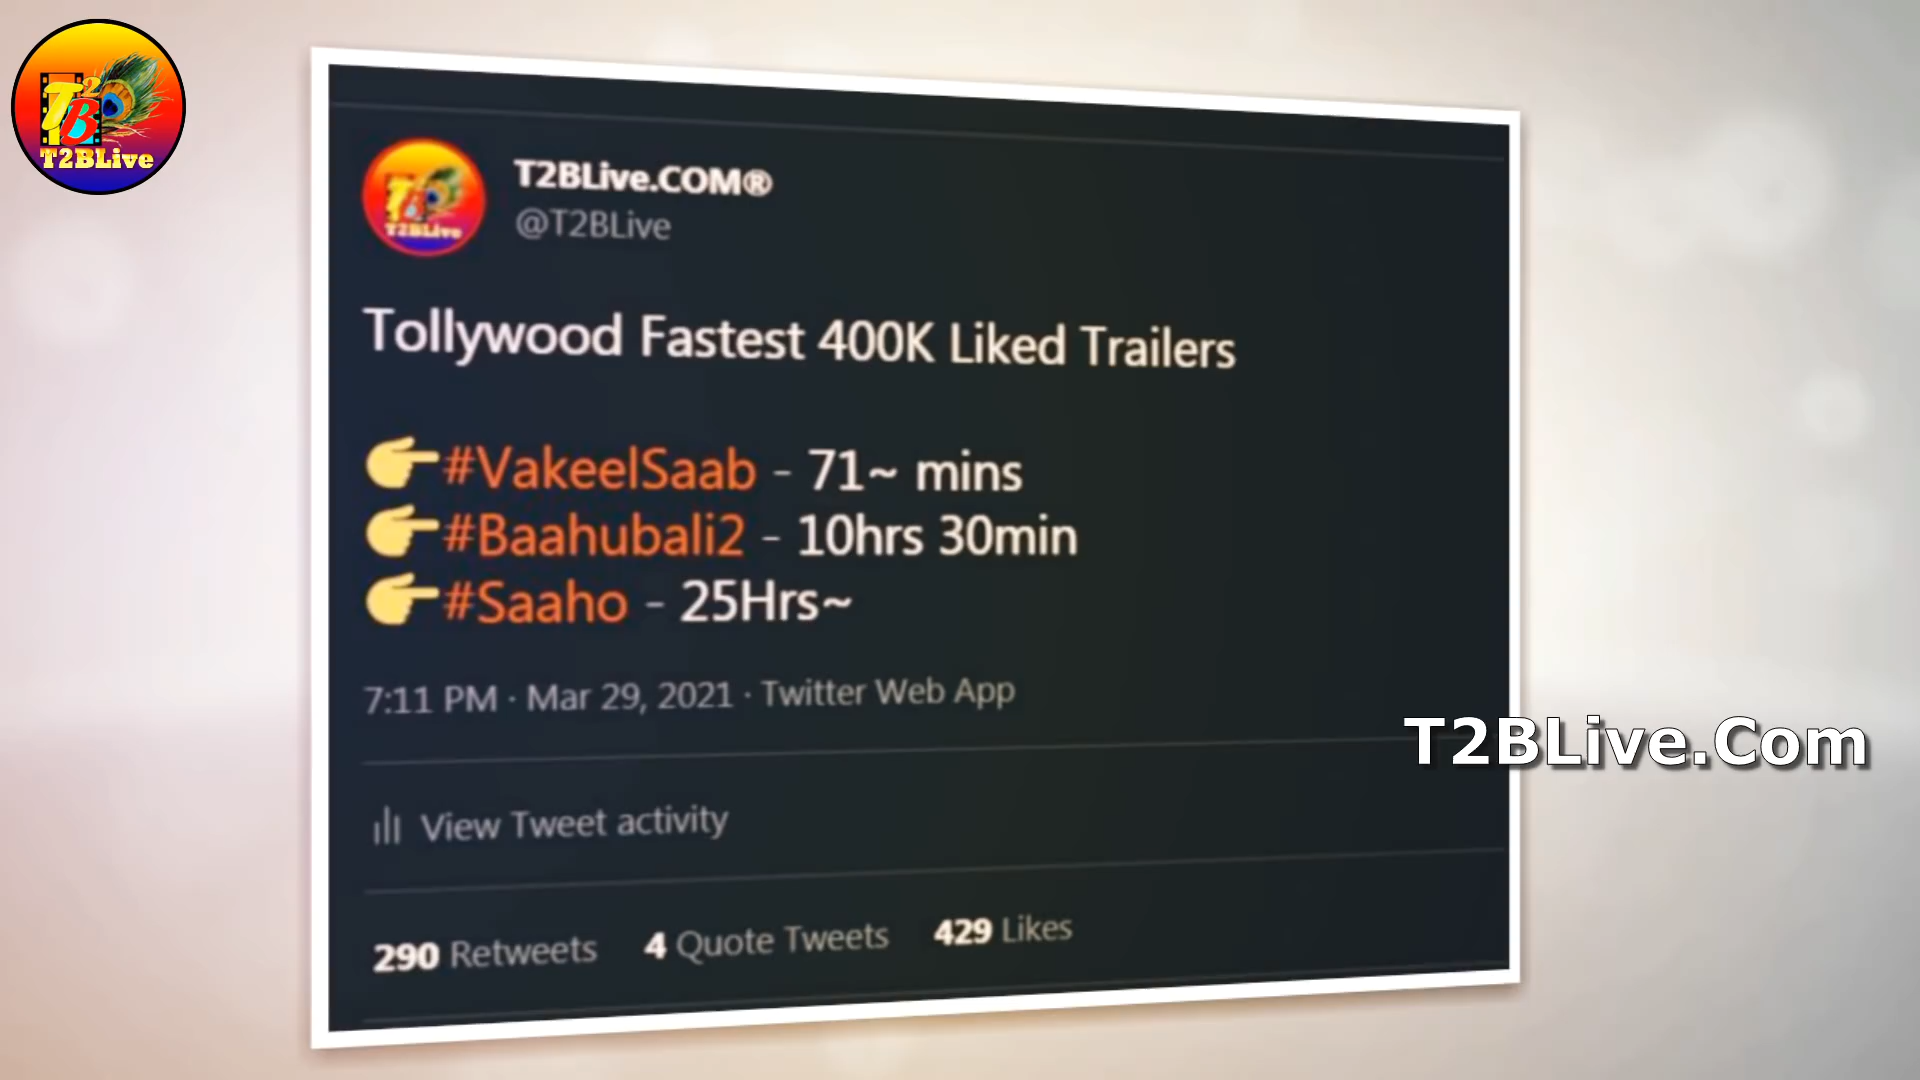 T2B
T2BLive
T2BLive
T2BLive.COM®
@T2BLive
Tollywood Fastest 400K Liked Trailers
👉#VakeelSaab - 71~ mins
👉#Baahubali2 - 10hrs 30min
👉#Saaho - 25Hrs~
7:11 PM · Mar 29, 2021 · Twitter Web App
T2BLive.Com
View Tweet activity
290 Retweets 4 Quote Tweets 429 Likes